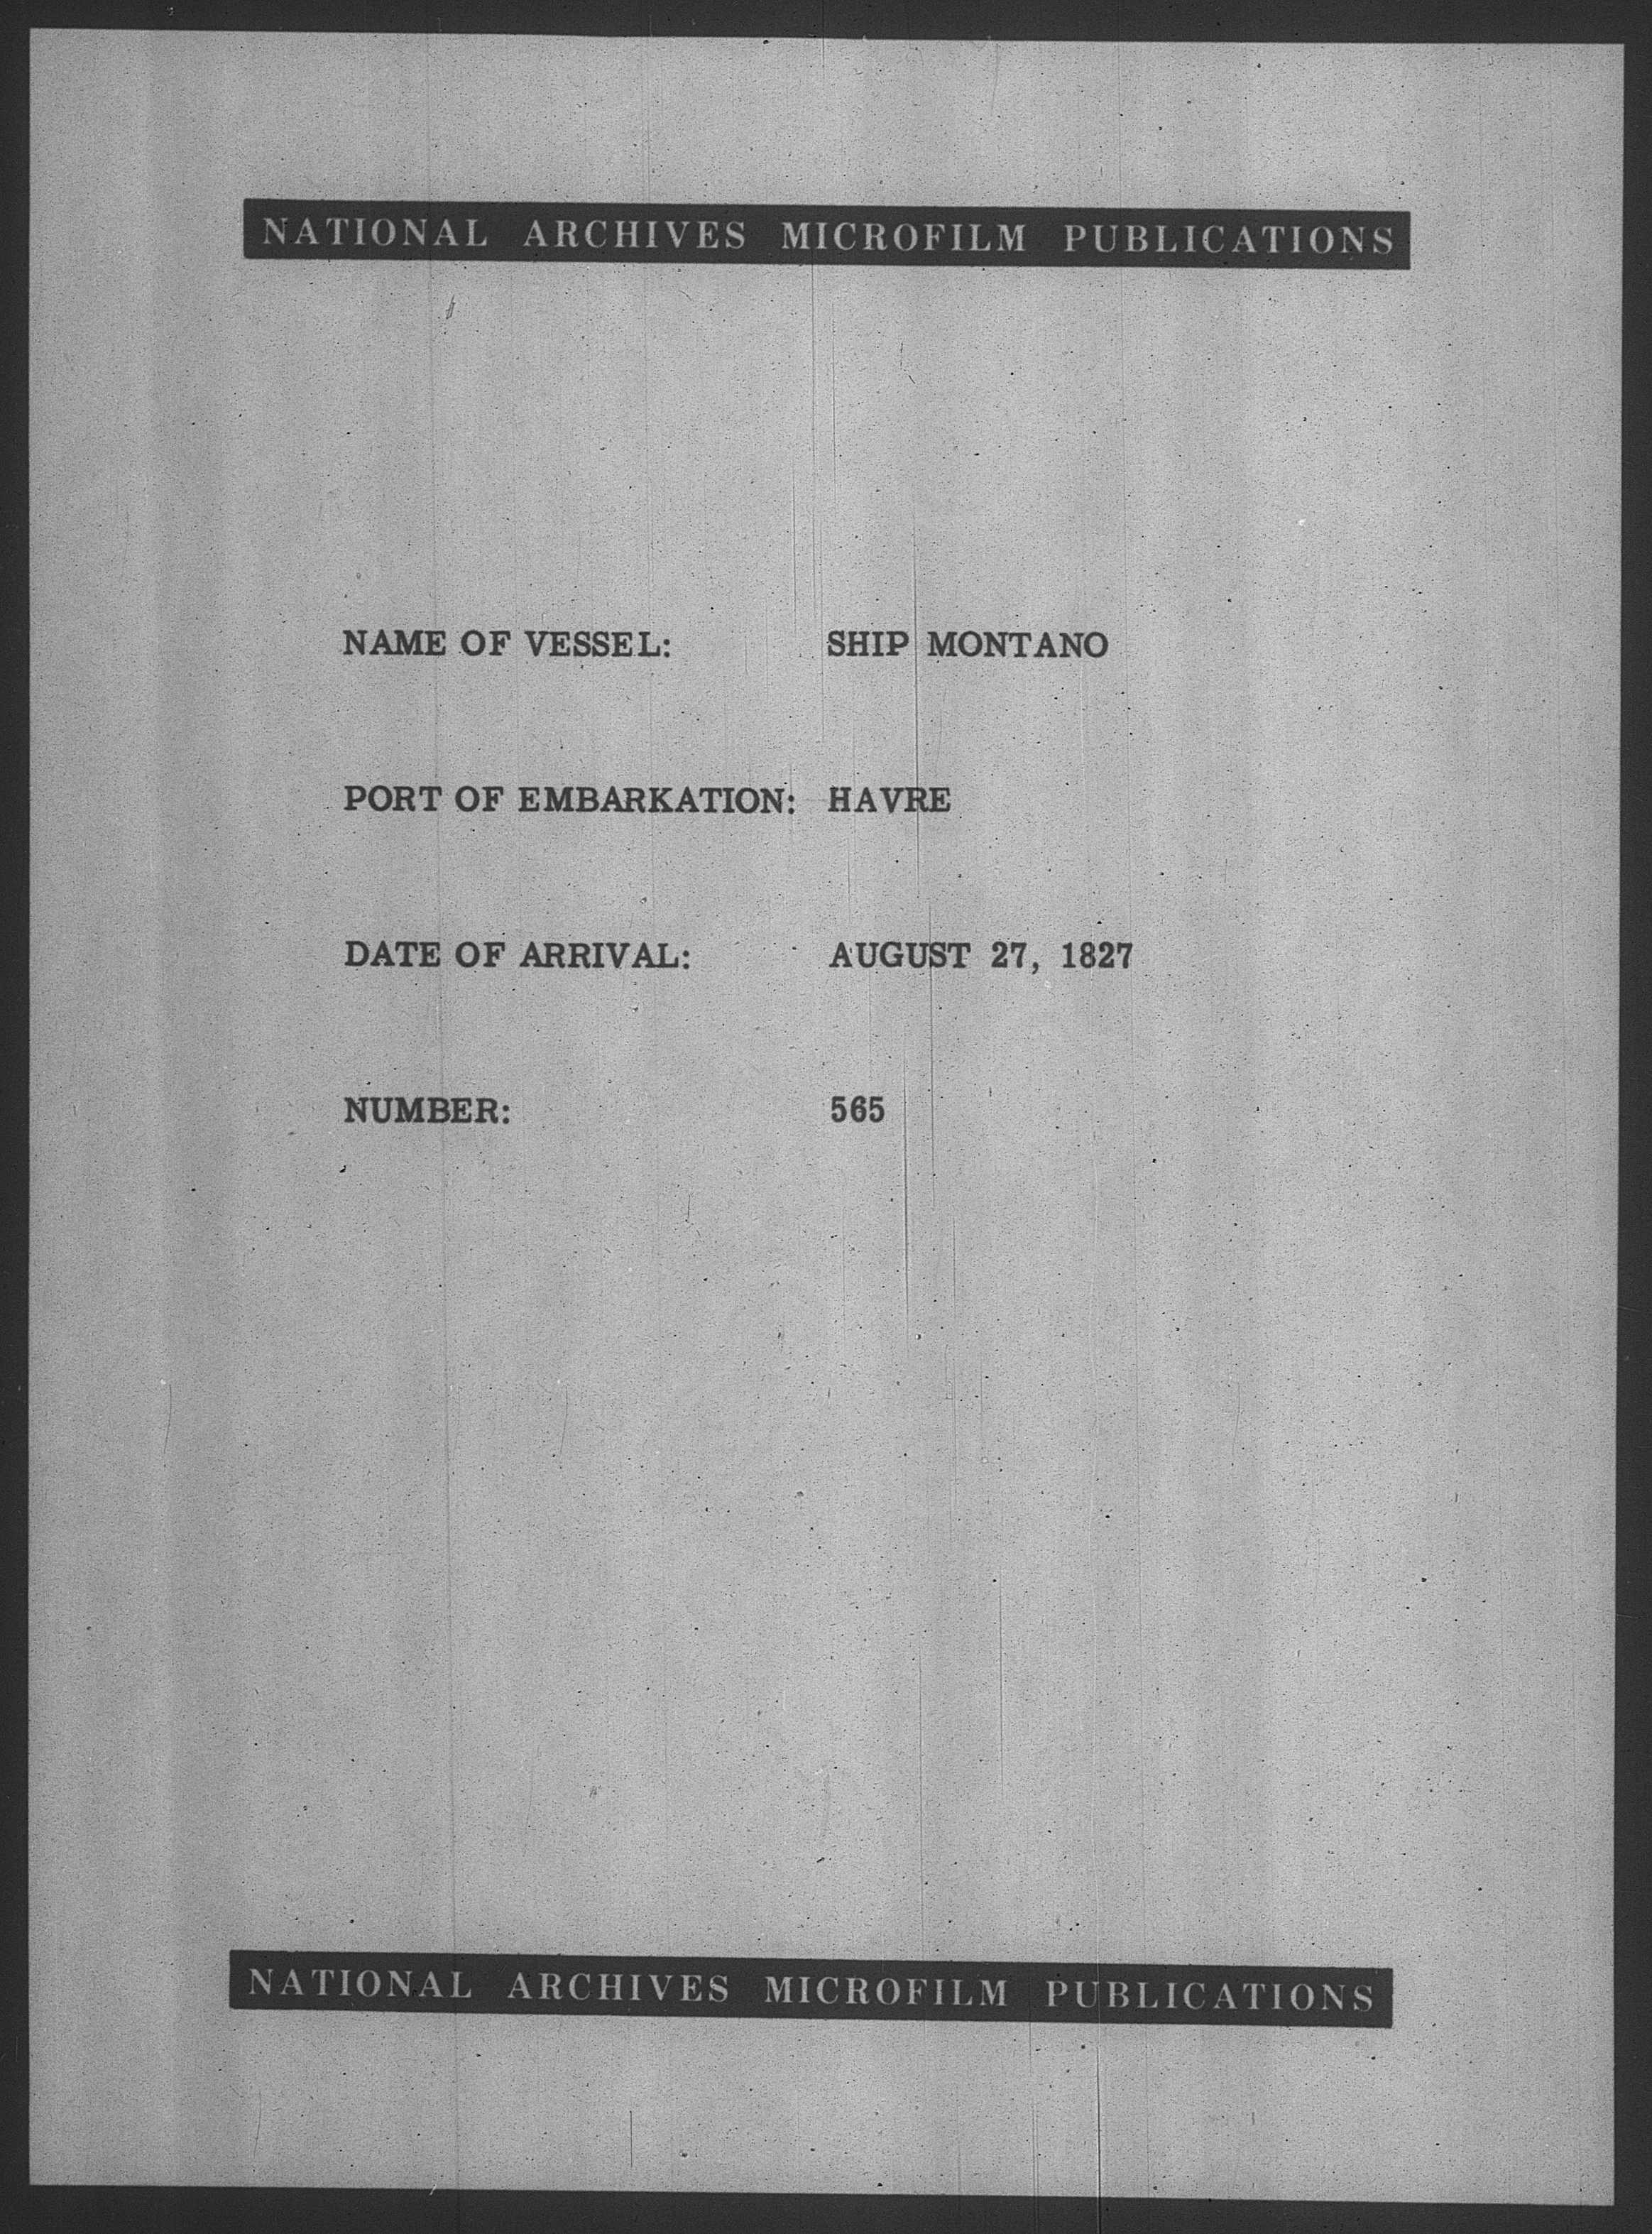 NATIONAL ARCHIVES MICROFILM PUBLICATIONS
NAME OF VESSEL: SHIP MONTANO
PORT OF EMBARKATION: HAVRE
DATE OF ARRIVAL: AUGUST 27, 1827
NUMBER: 565
NATIONAL ARCHIVES MICROFILM PUBLICATIONS